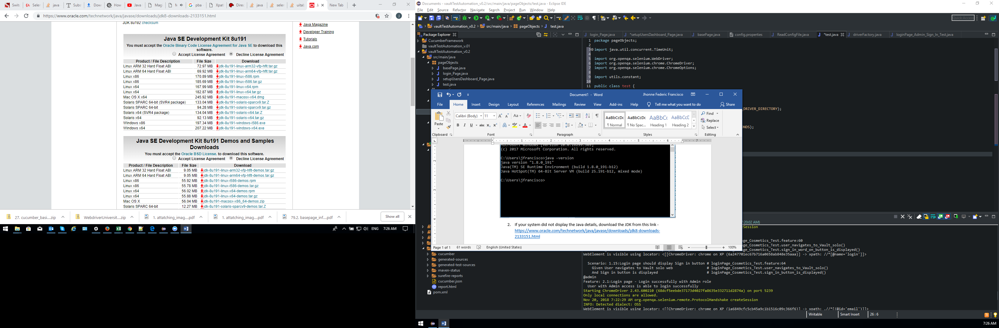 Switc
Seler
java
Subs
Dow
How
Java
Mag
M
pba -
Xpat
Direc
java
seler
uitab
Ja
New Tab
https://www.oracle.com/technetwork/java/javase/downloads/jdk8-downloads-2133151.html
JDK 8u192 checksum
Java SE Development Kit 8u191
You must accept the Oracle Binary Code License Agreement for Java SE to download this
software.
Accept License Agreement Decline License Agreement
Product / File Description File Size Download
Linux ARM 32 Hard Float ABI 72.97 MB jdk-8u191-linux-arm32-vfp-hflt.tar.gz
Linux ARM 64 Hard Float ABI 69.92 MB jdk-8u191-linux-arm64-vfp-hflt.tar.gz
Linux x86 170.89 MB jdk-8u191-linux-i586.rpm
Linux x86 185.69 MB jdk-8u191-linux-i586.tar.gz
Linux x64 167.99 MB jdk-8u191-linux-x64.rpm
Linux x64 182.87 MB jdk-8u191-linux-x64.tar.gz
Mac OS X x64 245.92 MB jdk-8u191-macosx-x64.dmg
Solaris SPARC 64-bit (SVR4 package) 133.04 MB jdk-8u191-solaris-sparcv9.tar.Z
Solaris SPARC 64-bit 94.28 MB jdk-8u191-solaris-sparcv9.tar.gz
Solaris x64 (SVR4 package) 134.04 MB jdk-8u191-solaris-x64.tar.Z
Solaris x64 92.13 MB jdk-8u191-solaris-x64.tar.gz
Windows x86 197.34 MB jdk-8u191-windows-i586.exe
Windows x64 207.22 MB jdk-8u191-windows-x64.exe
Java SE Development Kit 8u191 Demos and Samples
Downloads
You must accept the Oracle BSD License. to download this software.
Accept License Agreement Decline License Agreement
Product / File Description File Size Download
Linux ARM 32 Hard Float ABI 9.05 MB jdk-8u191-linux-arm32-vfp-hflt-demos.tar.gz
Linux ARM 64 Hard Float ABI 9.05 MB jdk-8u191-linux-arm64-vfp-hflt-demos.tar.gz
Linux x86 55.92 MB jdk-8u191-linux-i586-demos.rpm
Linux x86 55.78 MB jdk-8u191-linux-i586-demos.tar.gz
Linux x64 56.02 MB jdk-8u191-linux-x64-demos.rpm
Linux x64 55.88 MB jdk-8u191-linux-x64-demos.tar.gz
Mac OS X 56.04 MB jdk-8u191-macosx-x86_64-demos.zip
Solaris SPARC 64-bit 12.27 MB jdk-8u191-solaris-sparcv9-demos.tar.Z
Java Magazine
Developer Training
Tutorials
Java.com
27. cucumber_basi....zip
WebdriverUniversit....zip
1. attatching_imag....pdf
1. attatching_imag....pdf
79.2. basepage_inf....pdf
Show all
ENG 7:26 AM
Documents - vaultTestAutomation_v0.2/src/main/java/pageObjects/test.java - Eclipse IDE
File Edit Source Refactor Navigate Search Project Run Window Help
Quick Access
vaultTestAutomation_v0.2 src/main/java pageObjects test.java
Package Explorer
CucumberFramework
vaultTestAutomation_v.01
vaultTestAutomation_v0.2
src/main/java
pageObjects
basePage.java
login_Page.java
setupUsersDashboard_Page.java
test.java
login_Page.java
*setupUsersDashboard_Page.java
basePage.java
config.properties
ReadConfigFile.java
*test.java
driverFactory.java
loginPage_Admin_Sign_In_Test.java
1 package pageObjects;
2
3 import java.util.concurrent.TimeUnit;
5 import org.openqa.selenium.WebDriver;
6 import org.openqa.selenium.chrome.ChromeDriver;
7 import org.openqa.selenium.chrome.ChromeOptions;
8
9 import utils.constant;
10
11 public class test {
_DRIVER_DIRECTORY);
ONDS);
Document1 - Word
Jhonne Federic Francisco
File Home Insert Design Layout References Mailings Review View Add-ins Help Tell me what you want to do Share
Paste
Calibri (Body) 11
AaBbCcDc AaBbCcDc AaBbCc AaBbCcE
¶ Normal ¶ No Spac... Heading 1 Heading 2
Find
Replace
Select
Clipboard Font Paragraph Styles Editing
Microsoft Windows [Version 10.0.16299.309]
(c) 2017 Microsoft Corporation. All rights reserved.
C:\Users\jfrancisco>java -version
java version "1.8.0_191"
Java(TM) SE Runtime Environment (build 1.8.0_191-b12)
Java HotSpot(TM) 64-Bit Server VM (build 25.191-b12, mixed mode)
C:\Users\jfrancisco>
2. If your system did not display the Java details, download the JDK from this link -
https://www.oracle.com/technetwork/java/javase/downloads/jdk8-downloads-
2133151.html
Page 1 of 1 61 words English (United States) 100%
cucumber
generated-sources
generated-test-sources
maven-status
surefire-reports
cucumber.json
report.html
pom.xml
:20:02 AM)
eSession
Page_Cosmetics_Test.feature:60
age_Cosmetics_Test.user_navigates_to_Vault_solo()
age_Cosmetics_Test.sign_in_word_on_button_is_displayed()
WebElement is visible using locator: <[[ChromeDriver: chrome on XP (6a247701ec67b716a0658ab848e35aaa)] -> xpath: //*[@name='login']]>
Scenario: 1.15:Login page should display Sign in button # loginPage_Cosmetics_Test.feature:64
Given User navigates to Vault solo web # loginPage_Cosmetics_Test.user_navigates_to_Vault_solo()
And Sign in button is displayed # loginPage_Cosmetics_Test.sign_in_button_is_displayed()
@admin
Feature: 2.1:Login page - Login successfully with Admin role
User with Admin access is able to login successfully
Starting ChromeDriver 2.43.600210 (68dcf5eebde37173d4027fa8635e332711d2874a) on port 5239
Only local connections are allowed.
Nov 20, 2018 7:22:29 AM org.openqa.selenium.remote.ProtocolHandshake createSession
INFO: Detected dialect: OSS
WebElement is visible using locator: <[[ChromeDriver: chrome on XP (1a6849cfc5cb45a9c1b1516c09c366f6)] -> xpath: .//*[(@id='email')]]>
Writable Smart Insert 26 : 6
7:26 AM